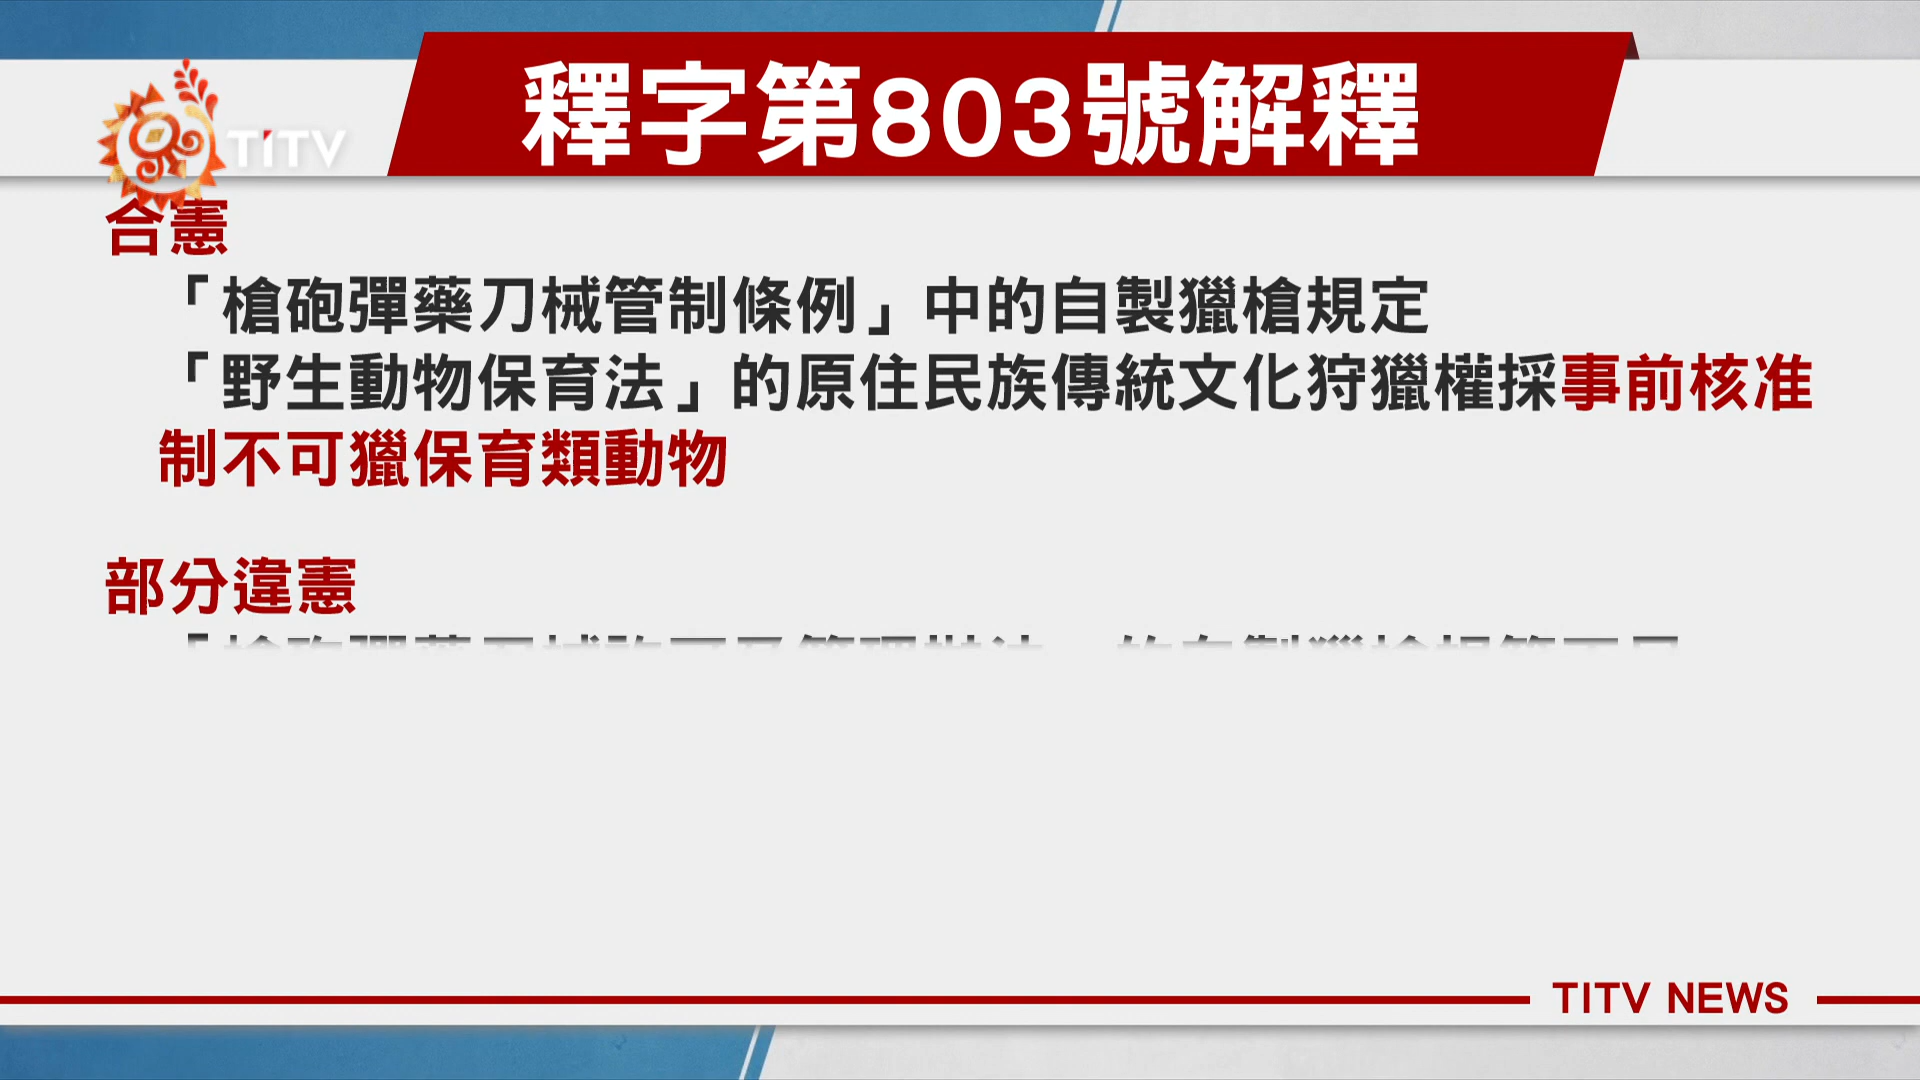 釋字第803號解釋
TiTV
合憲
「槍砲彈藥刀械管制條例」中的自製獵槍規定
「野生動物保育法」的原住民族傳統文化狩獵權採事前核准
制不可獵保育類動物
部分違憲
TITV NEWS